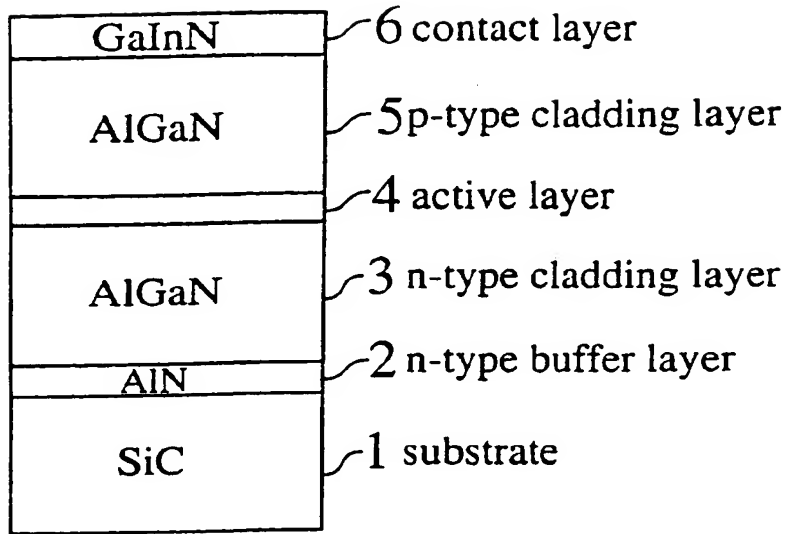 GaInN 6 contact layer
AlGaN 5 p-type cladding layer
4 active layer
AlGaN 3 n-type cladding layer
AlN 2 n-type buffer layer
SiC 1 substrate